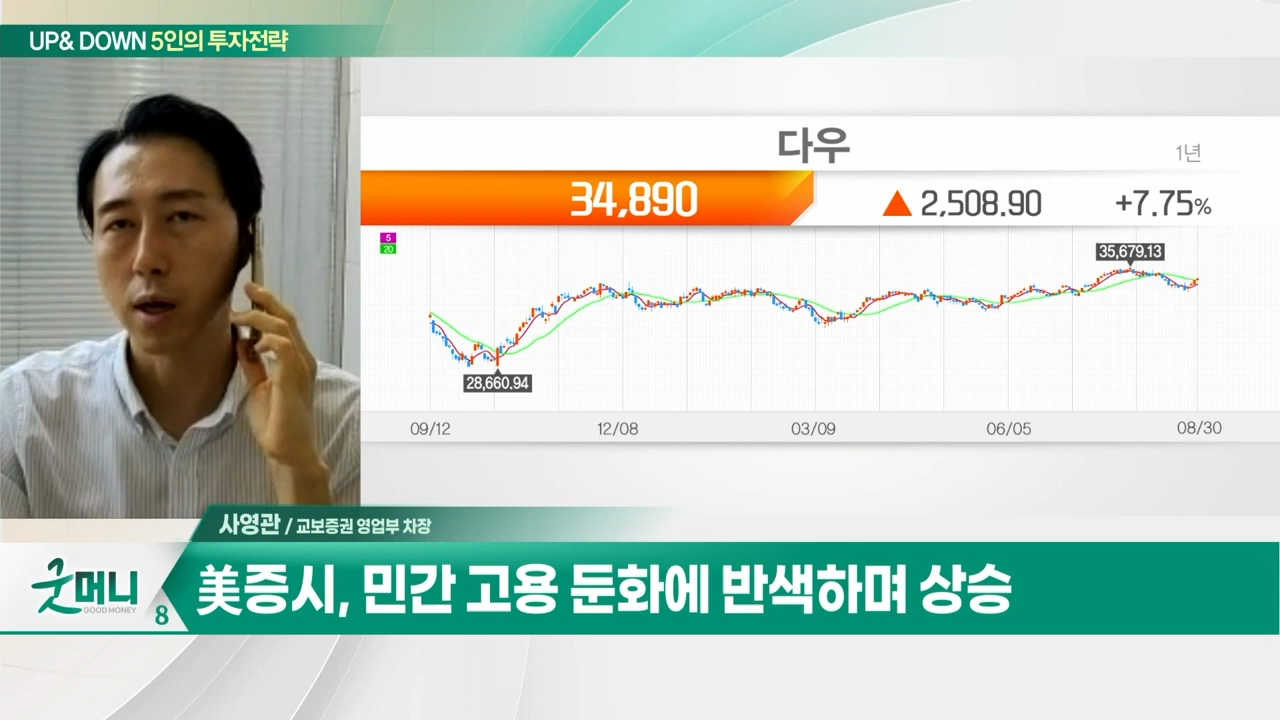 UP& DOWN 5인의 투자전략
다우
1년
34,890
▲ 2,508.90
+7.75%
5
20
35,679.13
28,660.94
09/12
12/08
03/09
06/05
08/30
사영관 / 교보증권 영업부 차장
굿머니
GOOD MONEY
8
美증시, 민간 고용 둔화에 반색하며 상승